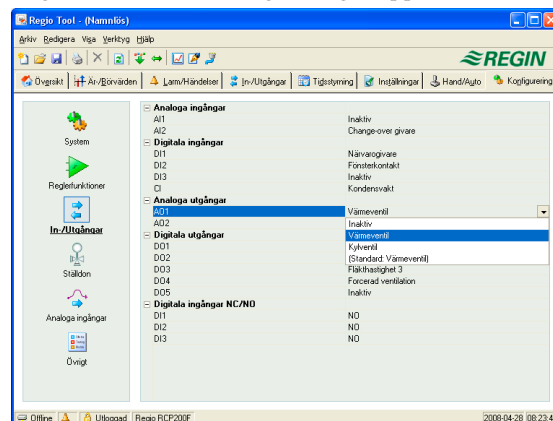 Regio Tool - (Namnlös)
Arkiv Redigera Visa Verktyg Hjälp
REGIN
Översikt Är-/Börvärden Larm/Händelser In-/Utgångar Tidsstyrning Inställningar Hand/Auto Konfigurering
System
Reglerfunktioner
In-/Utgångar
Ställdon
Analoga ingångar
Övrigt
Analoga ingångar
AI1 Inaktiv
AI2 Change-over givare
Digitala ingångar
DI1 Närvarogivare
DI2 Fönsterkontakt
DI3 Inaktiv
CI Kondensvakt
Analoga utgångar
AO1 Värmeventil
AO2
Inaktiv
Värmeventil
Kylventil
(Standard: Värmeventil)
Digitala utgångar
DO1
DO2
DO3 Fläkthastighet 3
DO4 Forcerad ventilation
DO5 Inaktiv
Digitala ingångar NC/NO
DI1 NO
DI2 NO
DI3 NO
Offline Utloggad Regio RCP200F 2008-04-28 08:23:4